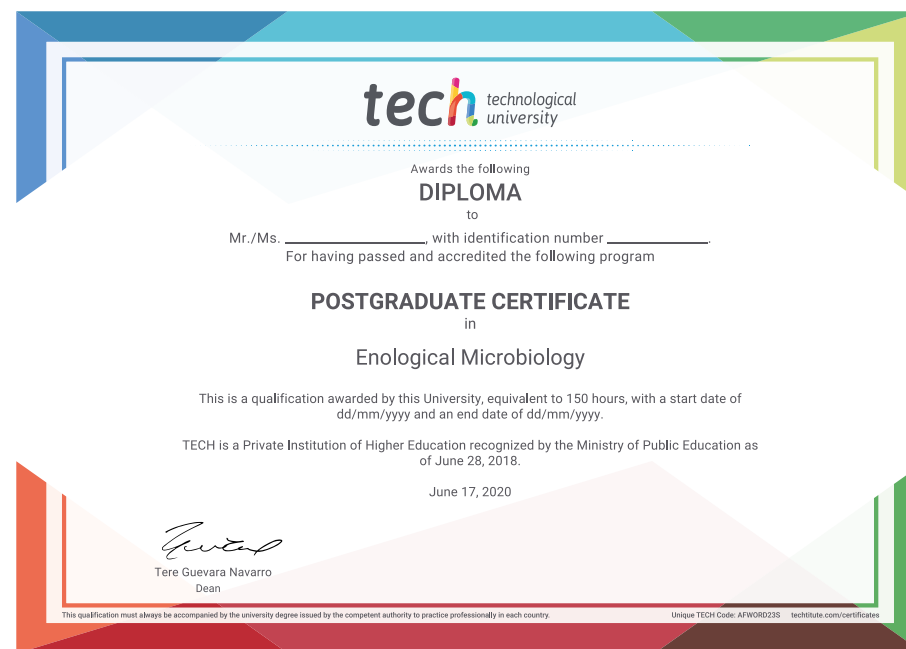 tech technological
university
Awards the following
DIPLOMA
to
Mr./Ms. ____________________, with identification number ______________.
For having passed and accredited the following program
POSTGRADUATE CERTIFICATE
in
Enological Microbiology
This is a qualification awarded by this University, equivalent to 150 hours, with a start date of
dd/mm/yyyy and an end date of dd/mm/yyyy.
TECH is a Private Institution of Higher Education recognized by the Ministry of Public Education as
of June 28, 2018.
June 17, 2020
Tere Guevara Navarro
Dean
This qualification must always be accompanied by the university degree issued by the competent authority to practice professionally in each country. Unique TECH Code: AFWORD23S techtitute.com/certificates